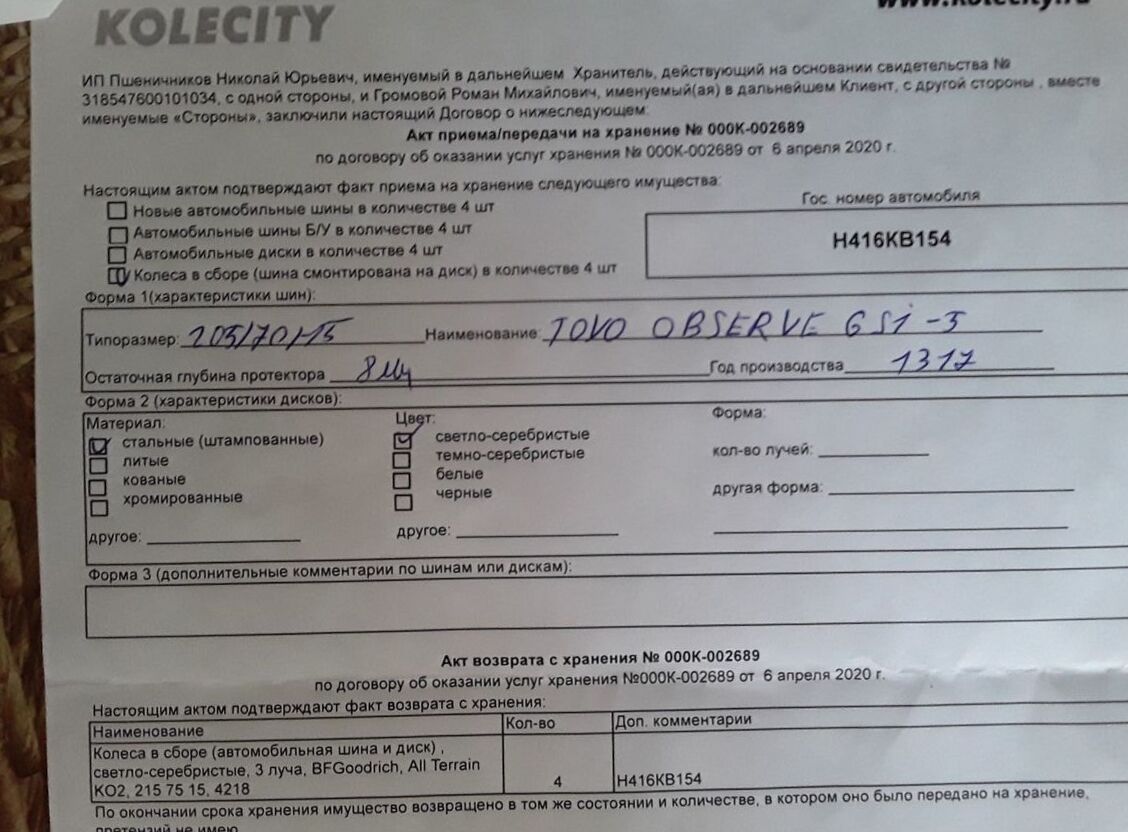 KOLECITY
www.kolecity.ru
ИП Пшеничников Николай Юрьевич, именуемый в дальнейшем Хранитель, действующий на основании свидетельства №
318547600101034, с одной стороны, и Громовой Роман Михайлович, именуемый(ая) в дальнейшем Клиент, с другой стороны , вместе
именуемые «Стороны», заключили настоящий Договор о нижеследующем:
Акт приема/передачи на хранение № 000К-002689
по договору об оказании услуг хранения № 000К-002689 от 6 апреля 2020 г.
Настоящим актом подтверждают факт приема на хранение следующего имущества:
Гос. номер автомобиля
Новые автомобильные шины в количестве 4 шт
Автомобильные шины Б/У в количестве 4 шт
Н416КВ154
Автомобильные диски в количестве 4 шт
Колеса в сборе (шина смонтирована на диск) в количестве 4 шт
Форма 1(характеристики шин):
Типоразмер: 205/70-15 Наименование: TOYO OBSERVE GSi-5
Остаточная глубина протектора 8мм Год производства 1317
Форма 2 (характеристики дисков):
Материал: Цвет: Форма:
стальные (штампованные) светло-серебристые
литые темно-серебристые кол-во лучей:
кованые белые
хромированные черные другая форма:
другое: другое:
Форма 3 (дополнительные комментарии по шинам или дискам):
Акт возврата с хранения № 000К-002689
по договору об оказании услуг хранения №000К-002689 от 6 апреля 2020 г.
Настоящим актом подтверждают факт возврата с хранения:
Наименование Кол-во Доп. комментарии
Колеса в сборе (автомобильная шина и диск) ,
светло-серебристые, 3 луча, BFGoodrich, All Terrain
KO2, 215 75 15, 4218 4 Н416КВ154
По окончании срока хранения имущество возвращено в том же состоянии и количестве, в котором оно было передано на хранение,
претензий не имею